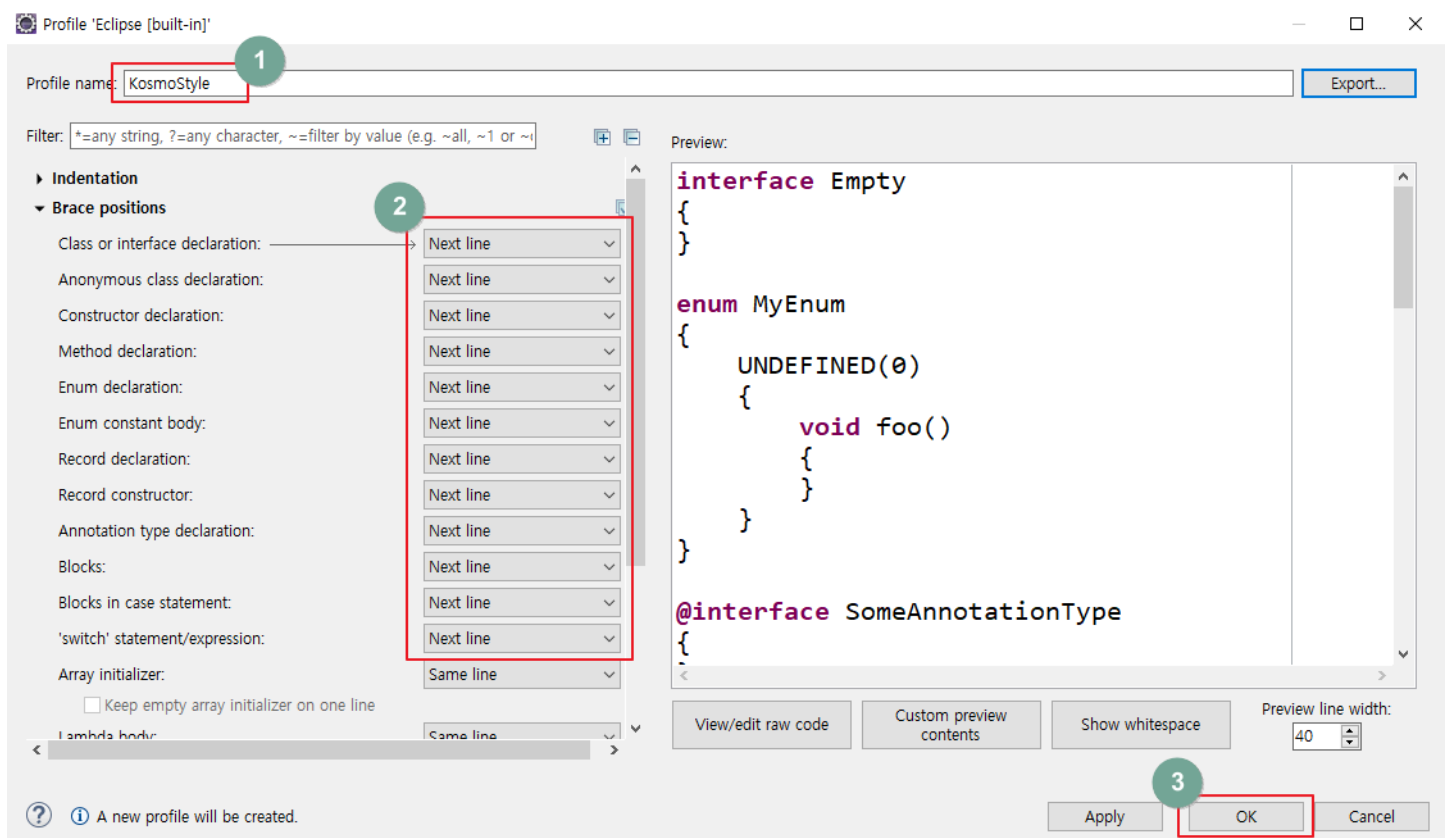 Profile 'Eclipse [built-in]'
1
Profile name: KosmoStyle
Export...
Filter: *=any string, ?=any character, ~=filter by value (e.g. ~all, ~1 or
Preview:
Indentation
Brace positions
2
Class or interface declaration: Next line
Anonymous class declaration: Next line
Constructor declaration: Next line
Method declaration: Next line
Enum declaration: Next line
Enum constant body: Next line
Record declaration: Next line
Record constructor: Next line
Annotation type declaration: Next line
Blocks: Next line
Blocks in case statement: Next line
'switch' statement/expression: Next line
Array initializer: Same line
Keep empty array initializer on one line
Lambda body: Same line
interface Empty
{
}
enum MyEnum
{
UNDEFINED(0)
{
void foo()
{
}
}
}
@interface SomeAnnotationType
{
View/edit raw code
Custom preview
contents
Show whitespace
Preview line width:
40
3
? i A new profile will be created.
Apply
OK
Cancel